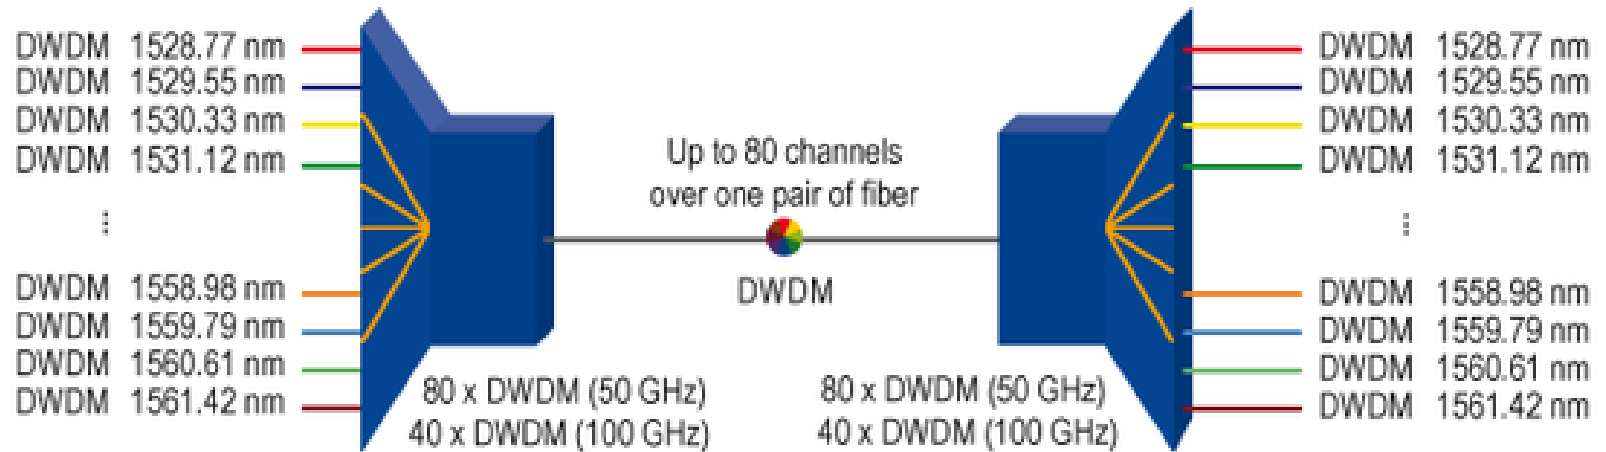 DWDM 1528.77 nm
DWDM 1529.55 nm
DWDM 1530.33 nm
DWDM 1531.12 nm
⋮
DWDM 1558.98 nm
DWDM 1559.79 nm
DWDM 1560.61 nm
DWDM 1561.42 nm
Up to 80 channels
over one pair of fiber
DWDM
80 x DWDM (50 GHz)
40 x DWDM (100 GHz)
80 x DWDM (50 GHz)
40 x DWDM (100 GHz)
DWDM 1528.77 nm
DWDM 1529.55 nm
DWDM 1530.33 nm
DWDM 1531.12 nm
⋮
DWDM 1558.98 nm
DWDM 1559.79 nm
DWDM 1560.61 nm
DWDM 1561.42 nm